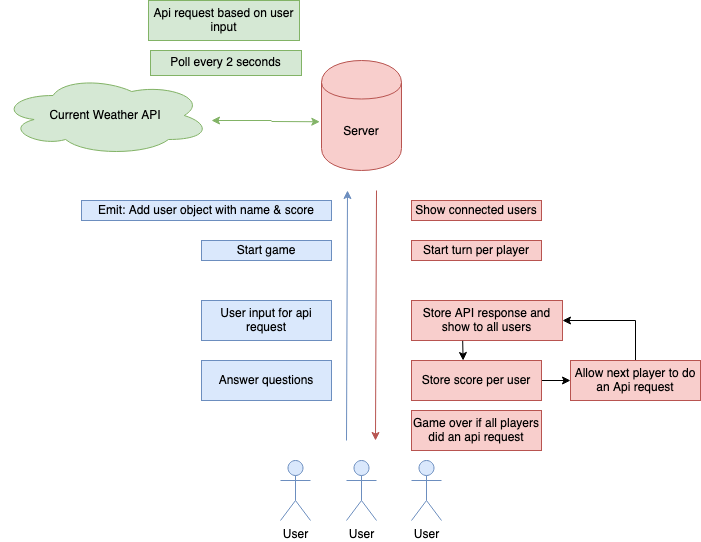 Api request based on user
input
Poll every 2 seconds
Current Weather API
Server
Emit: Add user object with name & score
Show connected users
Start game
Start turn per player
User input for api
request
Store API response and
show to all users
Answer questions
Store score per user
Allow next player to do
an Api request
Game over if all players
did an api request
User
User
User